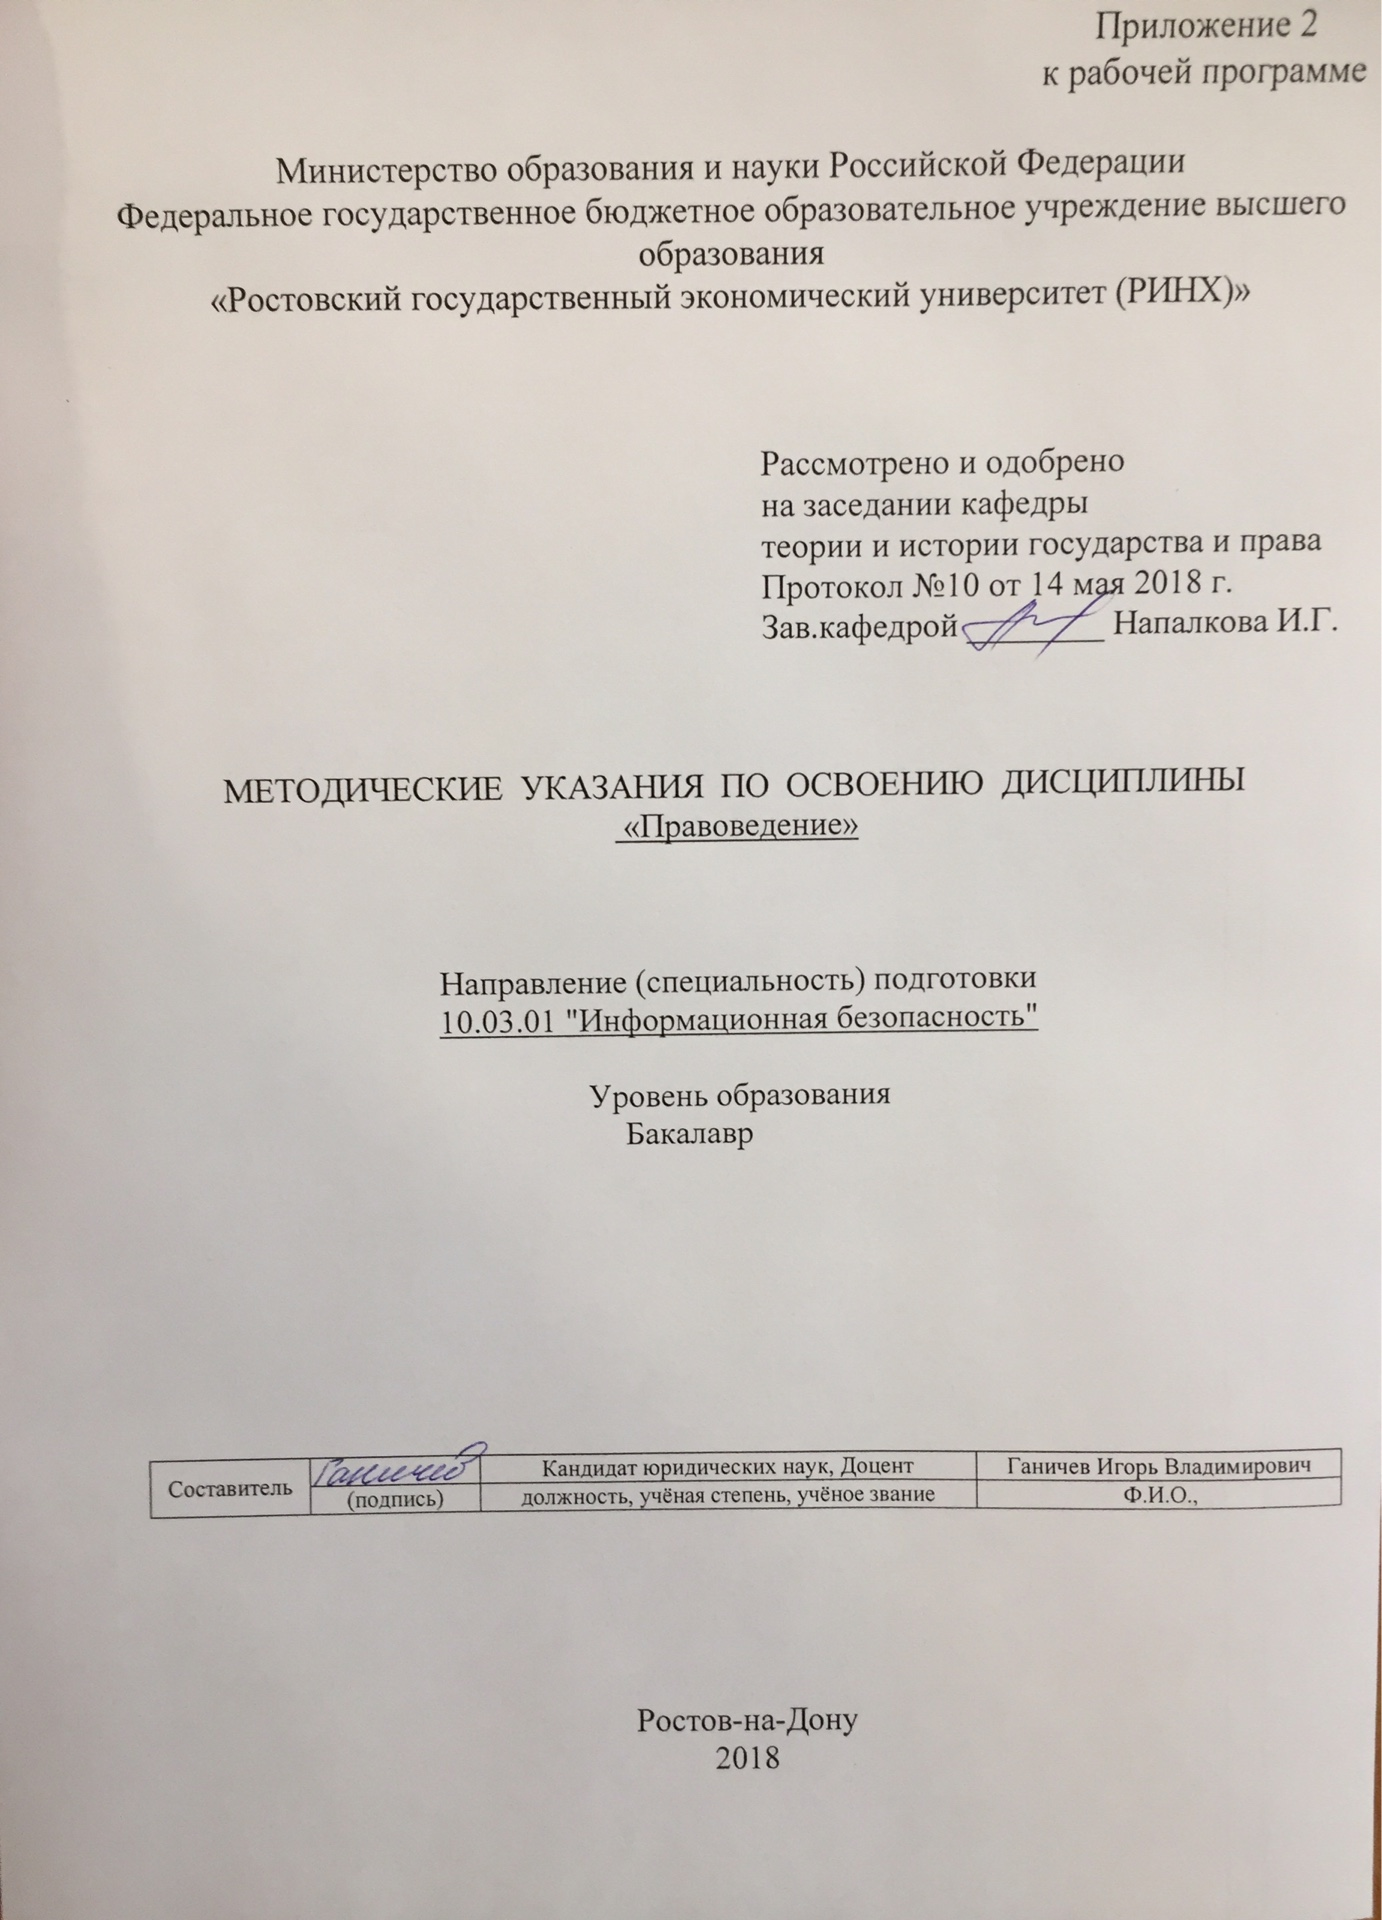 Приложение 2
к рабочей программе
Министерство образования и науки Российской Федерации
Федеральное государственное бюджетное образовательное учреждение высшего
образования
«Ростовский государственный экономический университет (РИНХ)»
Рассмотрено и одобрено
на заседании кафедры
теории и истории государства и права
Протокол №10 от 14 мая 2018 г.
Зав.кафедрой Напалкова И.Г.
МЕТОДИЧЕСКИЕ УКАЗАНИЯ ПО ОСВОЕНИЮ ДИСЦИПЛИНЫ
«Правоведение»
Направление (специальность) подготовки
10.03.01 "Информационная безопасность"
Уровень образования
Бакалавр
Составитель Ганичев Кандидат юридических наук, Доцент Ганичев Игорь Владимирович
(подпись) должность, учёная степень, учёное звание Ф.И.О.,
Ростов-на-Дону
2018